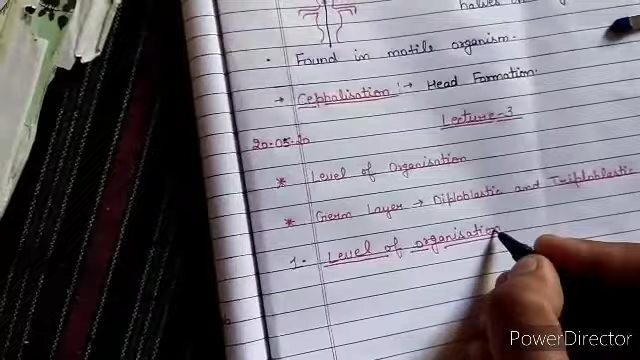 halves
• Found in motile organism.
→ Cephalisation :→ Head Formation.
Lecture-3
20.05.20
* Level of Organisation
* Germ Layer → Diploblastic and Triploblastic
1. Level of organisation
PowerDirector